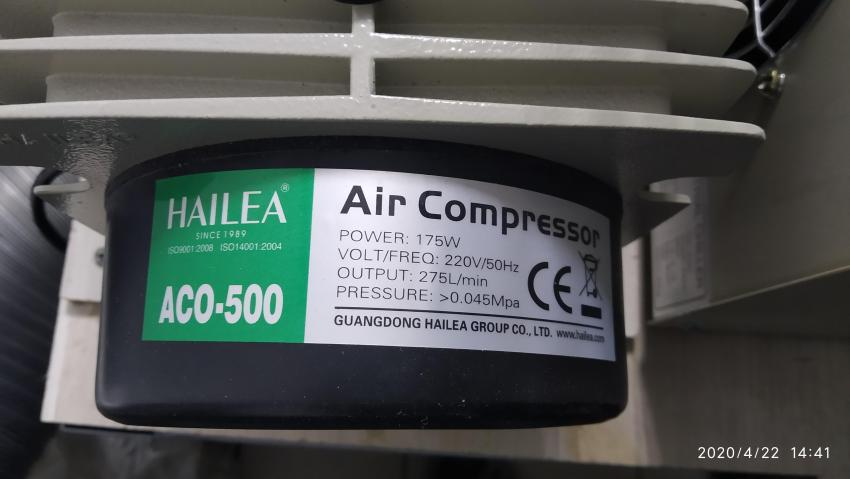 HAILEA®
SINCE 1989
ISO9001:2008 ISO14001:2004
ACO-500
Air Compressor
POWER: 175W
VOLT/FREQ: 220V/50Hz
OUTPUT: 275L/min
PRESSURE: >0.045Mpa
CE
GUANGDONG HAILEA GROUP CO., LTD. www.hailea.com
2020/4/22 14:41